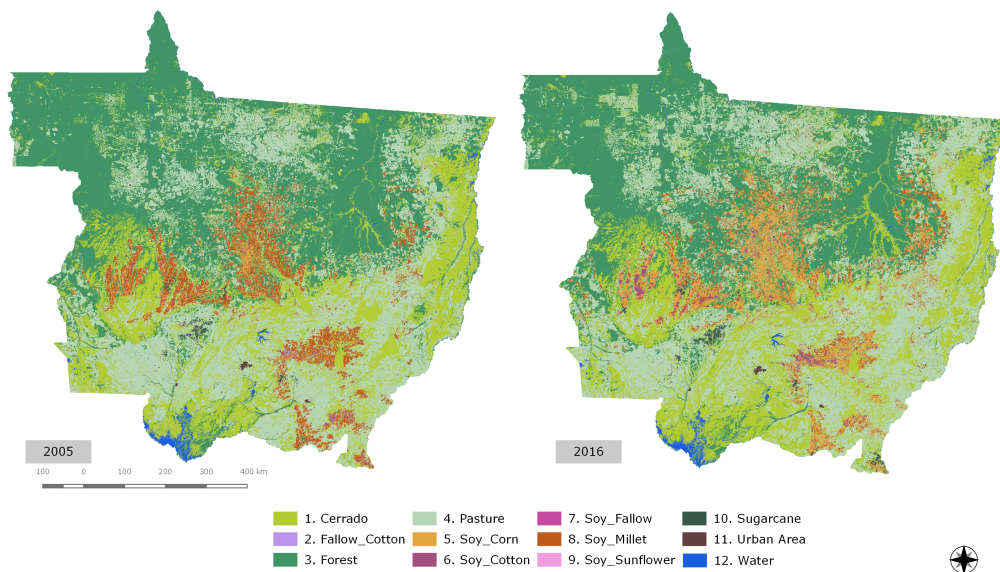 2005
2016
100 0 100 200 300 400 km
1. Cerrado 4. Pasture 7. Soy_Fallow 10. Sugarcane
2. Fallow_Cotton 5. Soy_Corn 8. Soy_Millet 11. Urban Area
3. Forest 6. Soy_Cotton 9. Soy_Sunflower 12. Water